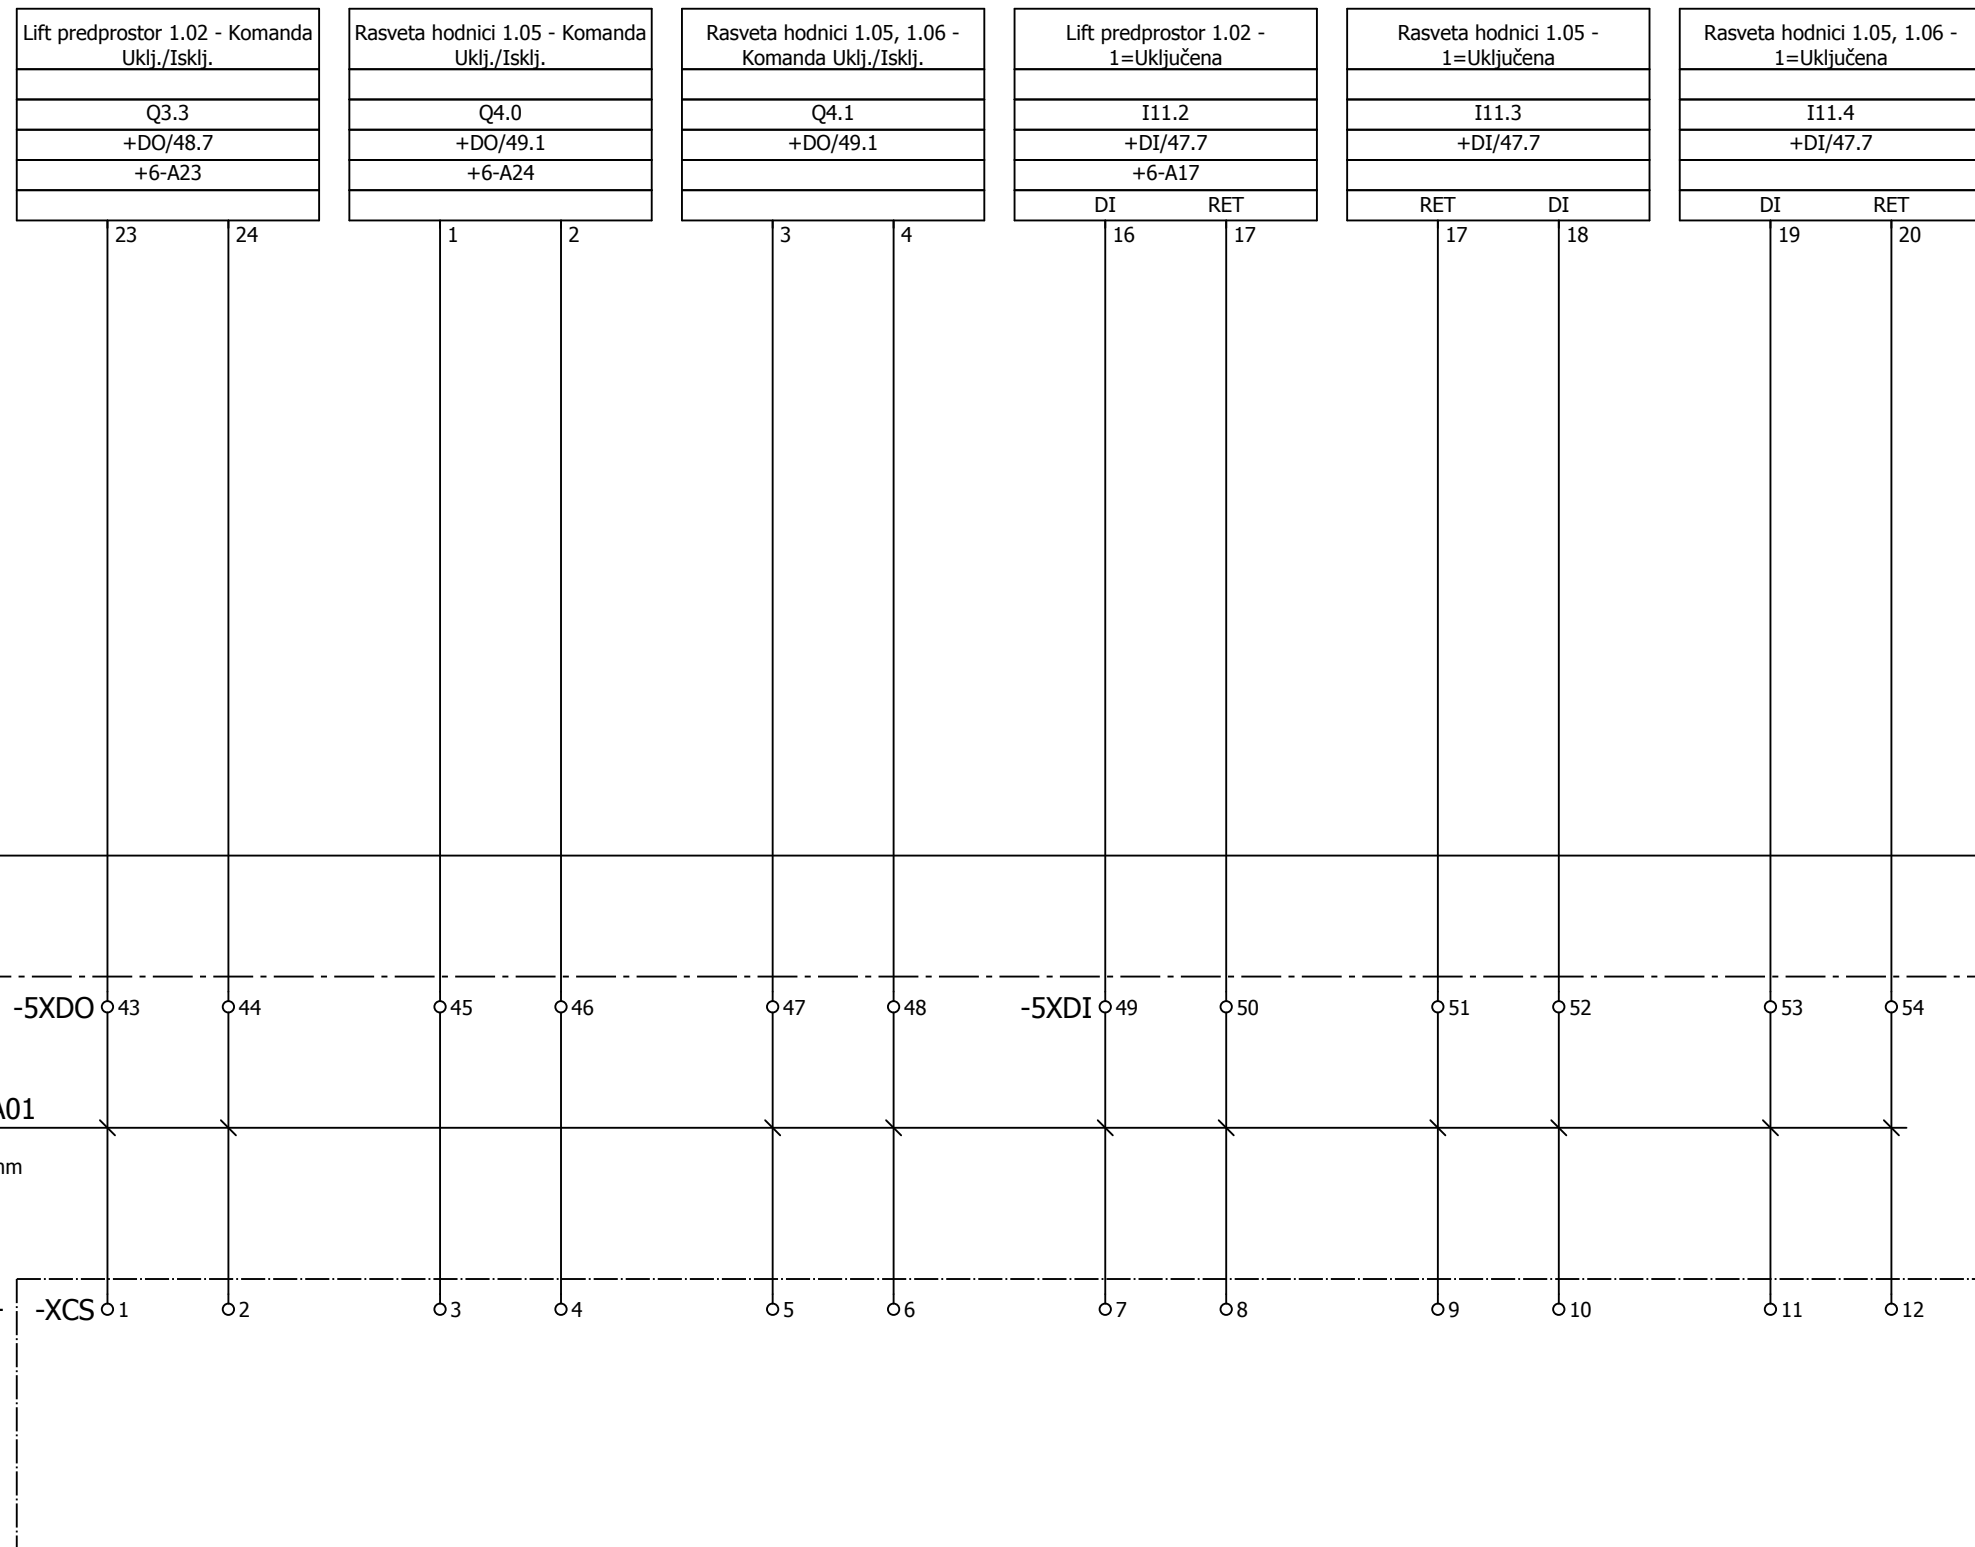 Lift predprostor 1.02 - Komanda
Uklj./Isklj.
Q3.3
+DO/48.7
+6-A23
23 24
Rasveta hodnici 1.05 - Komanda
Uklj./Isklj.
Q4.0
+DO/49.1
+6-A24
1 2
Rasveta hodnici 1.05, 1.06 -
Komanda Uklj./Isklj.
Q4.1
+DO/49.1
3 4
Lift predprostor 1.02 -
1=Uključena
I11.2
+DI/47.7
+6-A17
DI RET
16 17
Rasveta hodnici 1.05 -
1=Uključena
I11.3
+DI/47.7
RET DI
17 18
Rasveta hodnici 1.05, 1.06 -
1=Uključena
I11.4
+DI/47.7
DI RET
19 20
-5XDO 43 44 45 46 47 48 -5XDI 49 50 51 52 53 54
A01
-XCS 1 2 3 4 5 6 7 8 9 10 11 12